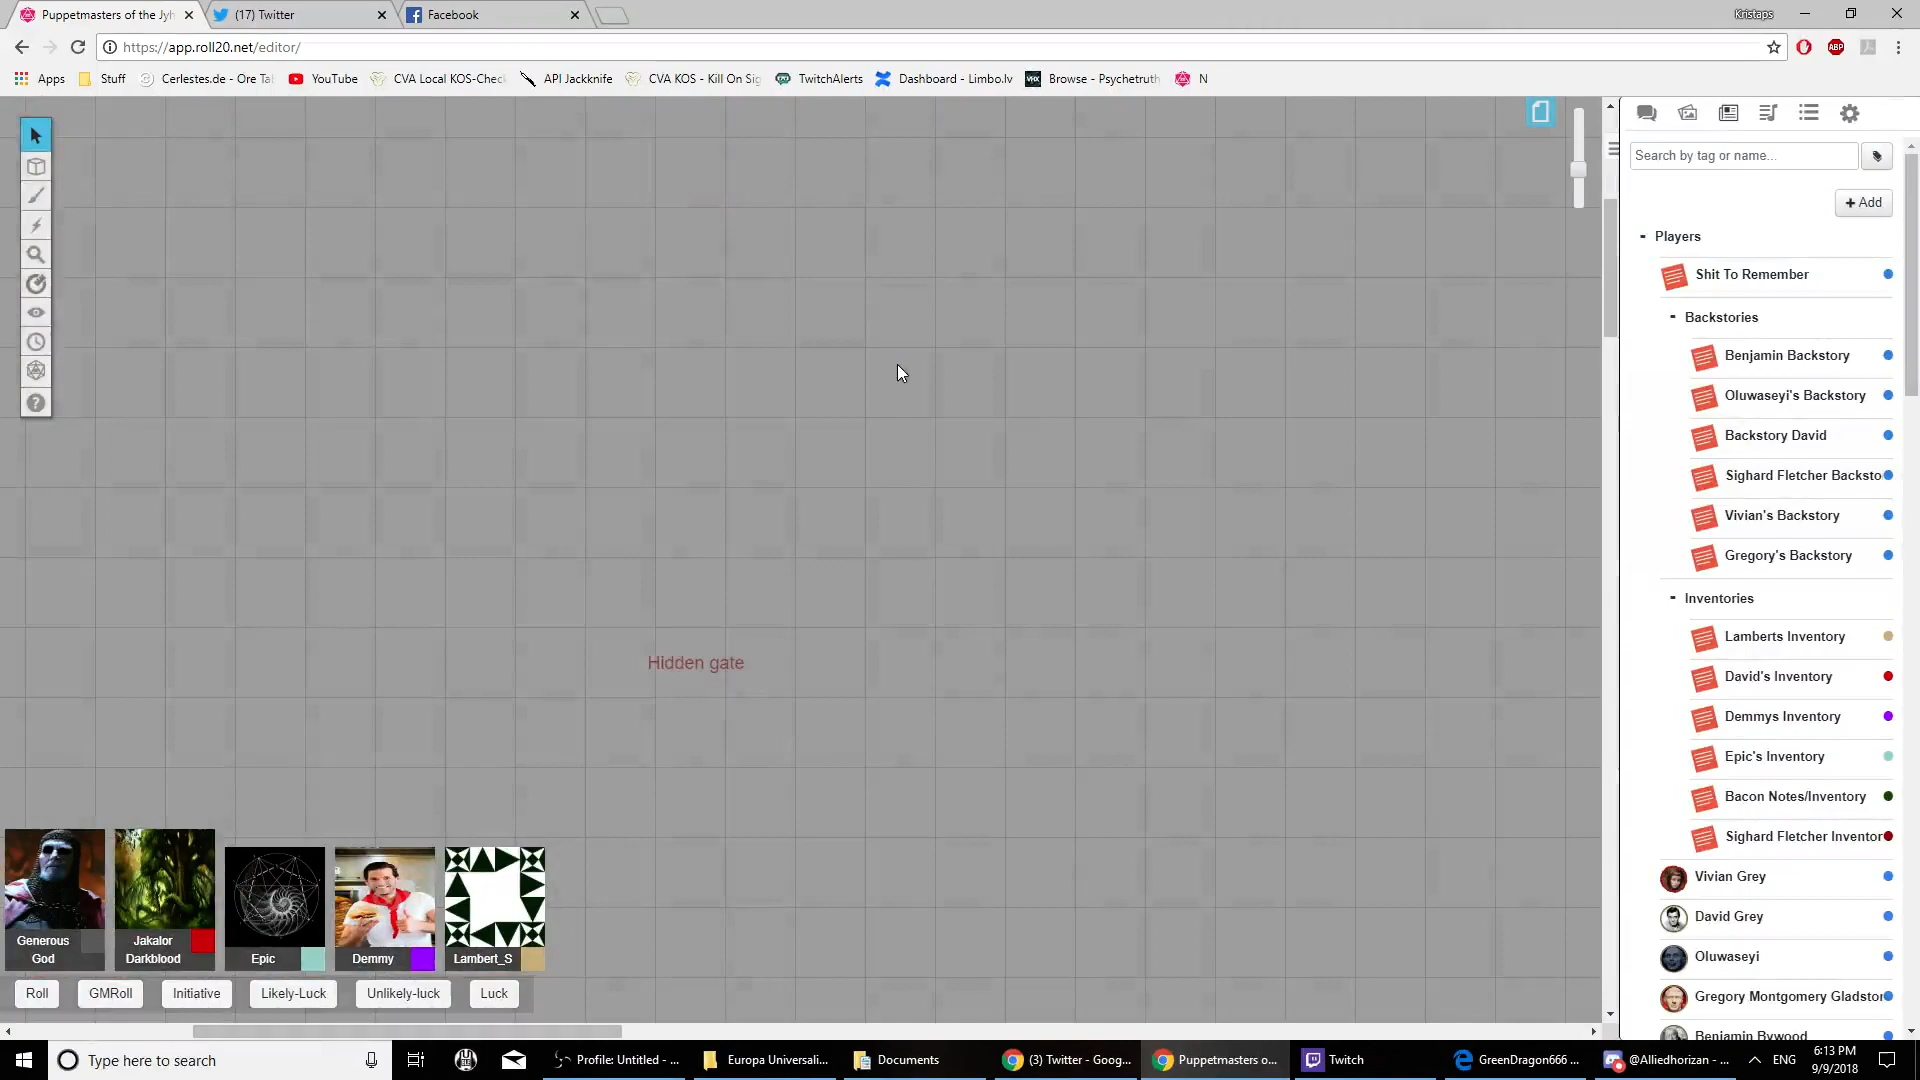 Puppetmasters of the Jyh
(17) Twitter
Facebook
Kristaps
https://app.roll20.net/editor/
Apps
Stuff
Cerlestes.de - Ore Ta
YouTube
CVA Local KOS-Chec
API Jackknife
CVA KOS - Kill On Sig
TwitchAlerts
Dashboard - Limbo.lv
VHX
Browse - Psychetruth
N
ABP
Search by tag or name...
+ Add
- Players
Shit To Remember
- Backstories
Benjamin Backstory
Oluwaseyi's Backstory
Backstory David
Sighard Fletcher Backsto
Vivian's Backstory
Gregory's Backstory
- Inventories
Lamberts Inventory
David's Inventory
Demmys Inventory
Epic's Inventory
Bacon Notes/Inventory
Sighard Fletcher Inventor
Vivian Grey
David Grey
Oluwaseyi
Gregory Montgomery Gladstor
Benjamin Bywood
Hidden gate
Generous
God
Jakalor
Darkblood
Epic
Demmy
Lambert_S
Roll
GMRoll
Initiative
Likely-Luck
Unlikely-luck
Luck
Type here to search
Profile: Untitled - ...
Europa Universali...
Documents
(3) Twitter - Goog...
Puppetmasters o...
Twitch
GreenDragon666 ...
@Alliedhorizan - ...
ENG
6:13 PM
9/9/2018